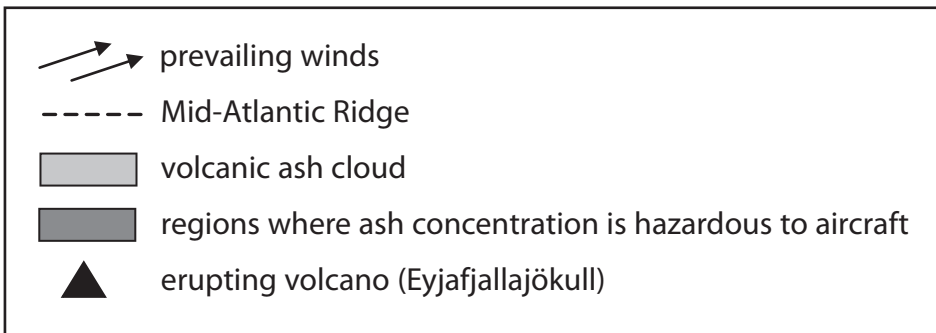 prevailing winds
Mid-Atlantic Ridge
volcanic ash cloud
regions where ash concentration is hazardous to aircraft
erupting volcano (Eyjafjallajökull)